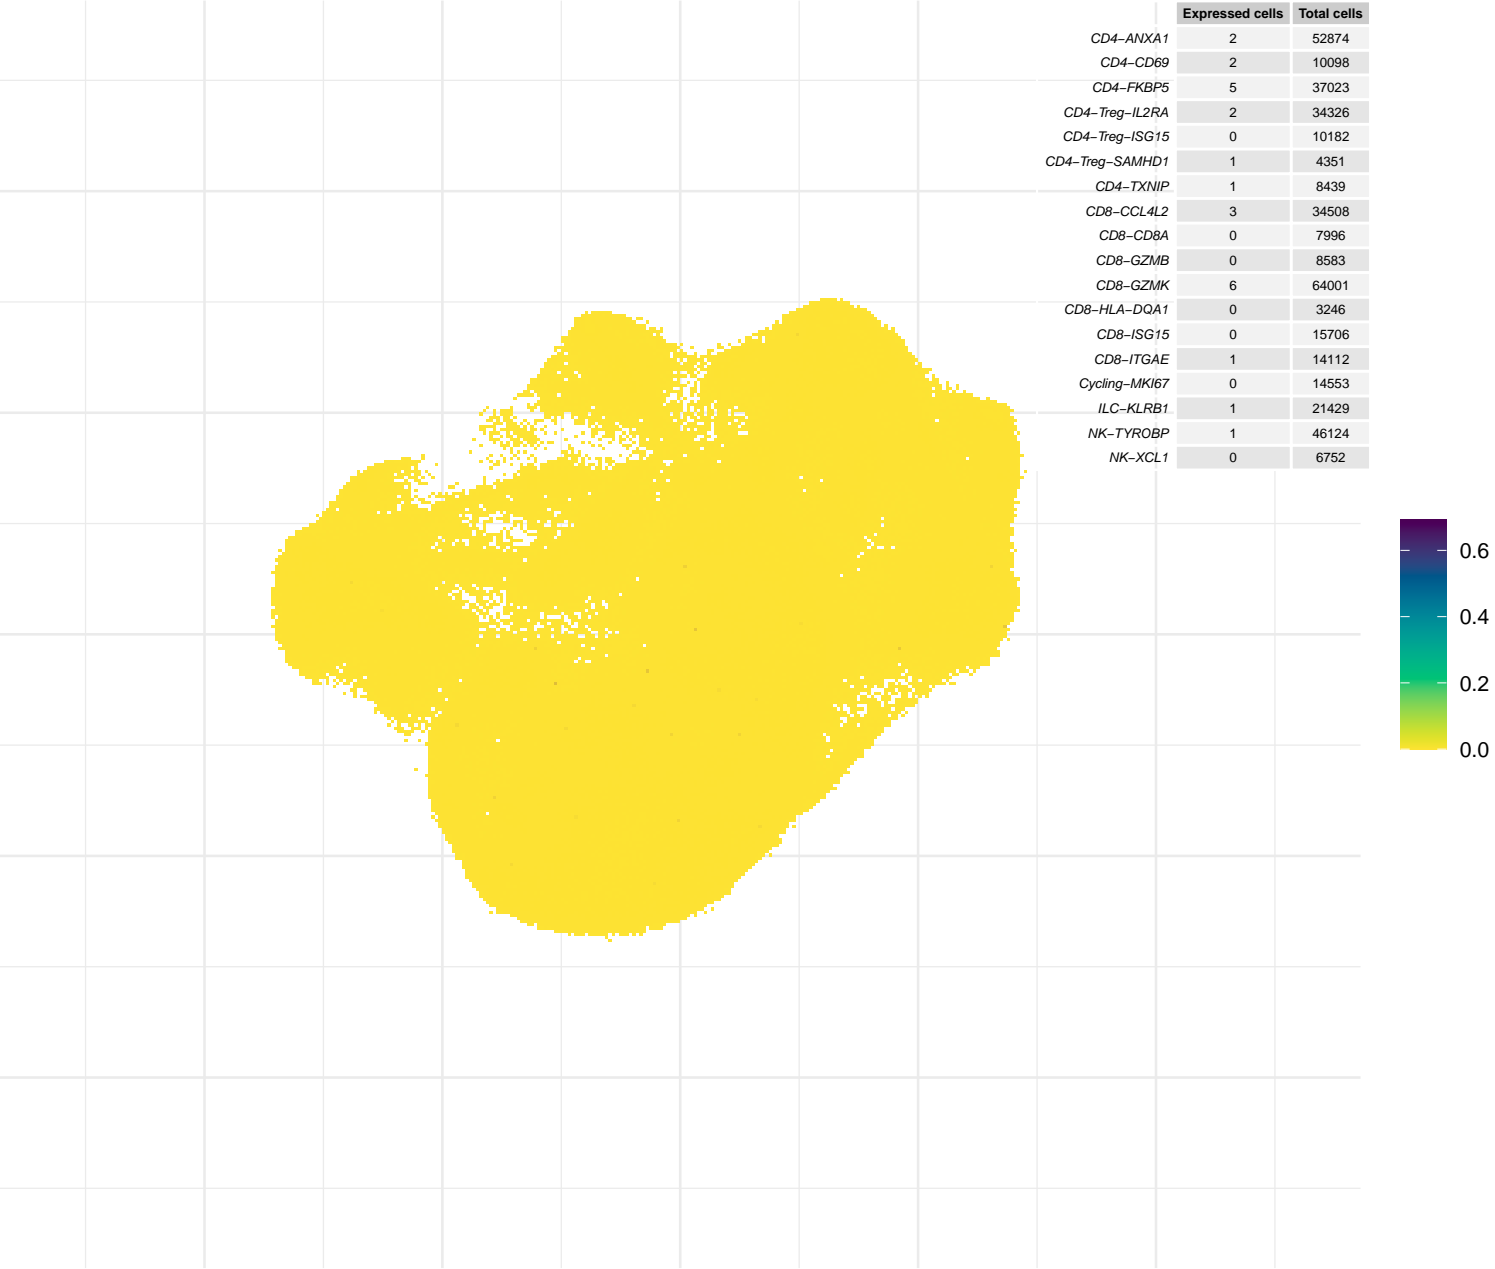 Expressed cells Total cells
CD4−ANXA1 2 52874
CD4−CD69 2 10098
CD4−FKBP5 5 37023
CD4−Treg−IL2RA 2 34326
CD4−Treg−ISG15 0 10182
CD4−Treg−SAMHD1 1 4351
CD4−TXNIP 1 8439
CD8−CCL4L2 3 34508
CD8−CD8A 0 7996
CD8−GZMB 0 8583
CD8−GZMK 6 64001
CD8−HLA−DQA1 0 3246
CD8−ISG15 0 15706
CD8−ITGAE 1 14112
Cycling−MKI67 0 14553
ILC−KLRB1 1 21429
NK−TYROBP 1 46124
NK−XCL1 0 6752
0.6
0.4
0.2
0.0